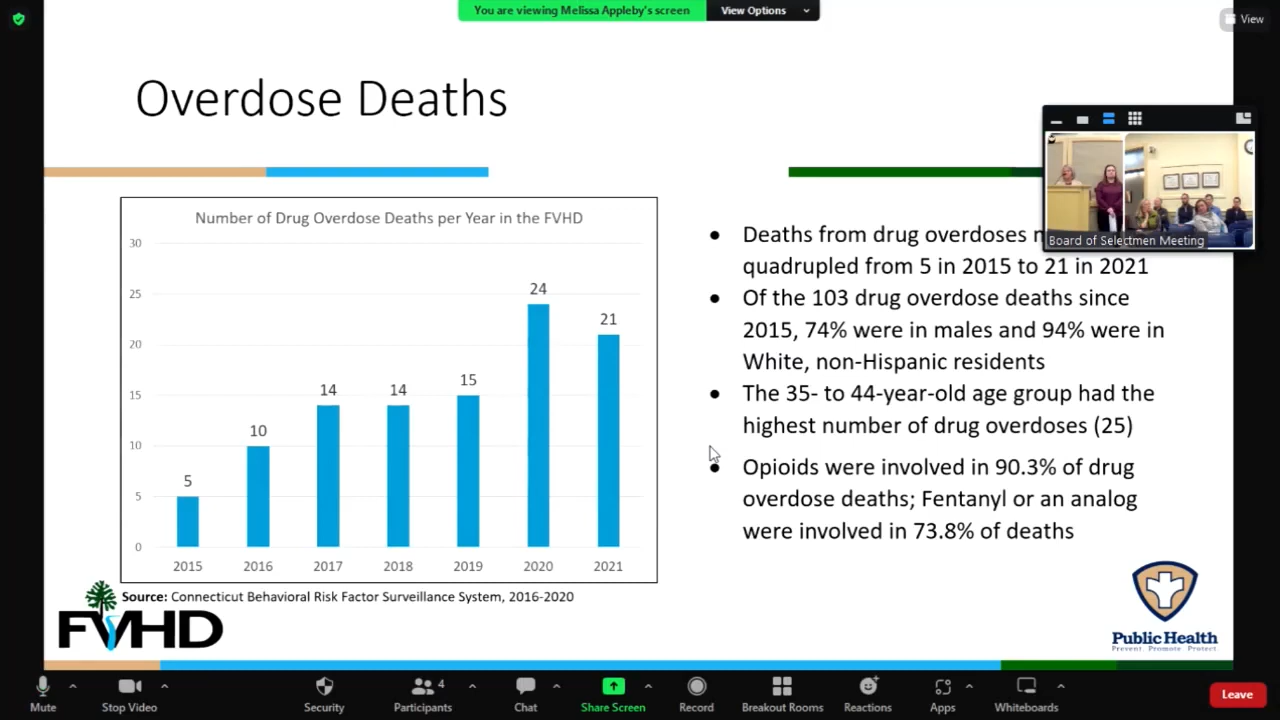 You are viewing Melissa Appleby's screen
View Options
View
Overdose Deaths
Board of Selectmen Meeting
Number of Drug Overdose Deaths per Year in the FVHD
30
25
20
15
10
5
0
5
10
14
14
15
24
21
2015 2016 2017 2018 2019 2020 2021
Source: Connecticut Behavioral Risk Factor Surveillance System, 2016-2020
● Deaths from drug overdoses
quadrupled from 5 in 2015 to 21 in 2021
● Of the 103 drug overdose deaths since
2015, 74% were in males and 94% were in
White, non-Hispanic residents
● The 35- to 44-year-old age group had the
highest number of drug overdoses (25)
● Opioids were involved in 90.3% of drug
overdose deaths; Fentanyl or an analog
were involved in 73.8% of deaths
FVHD
Public Health
Prevent. Promote. Protect.
4
Mute Stop Video Security Participants Chat Share Screen Record Breakout Rooms Reactions Apps Whiteboards
Leave